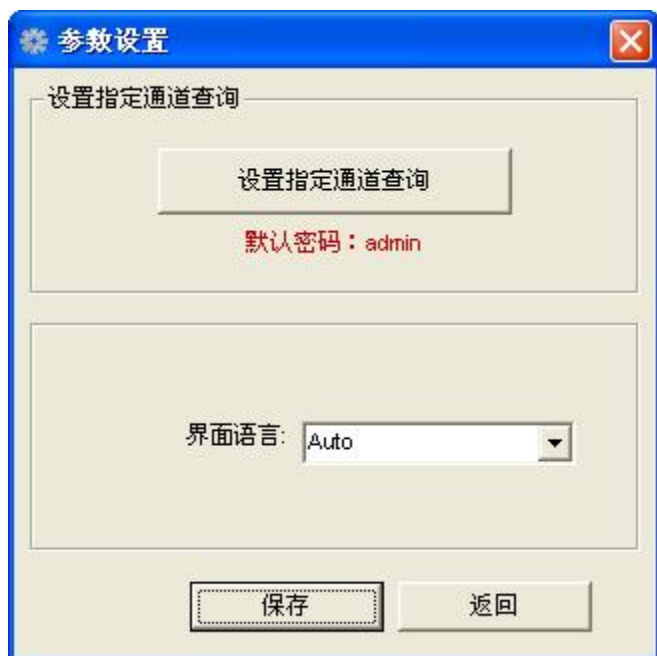 参数设置
设置指定通道查询
设置指定通道查询
默认密码：admin
界面语言: Auto
保存 返回